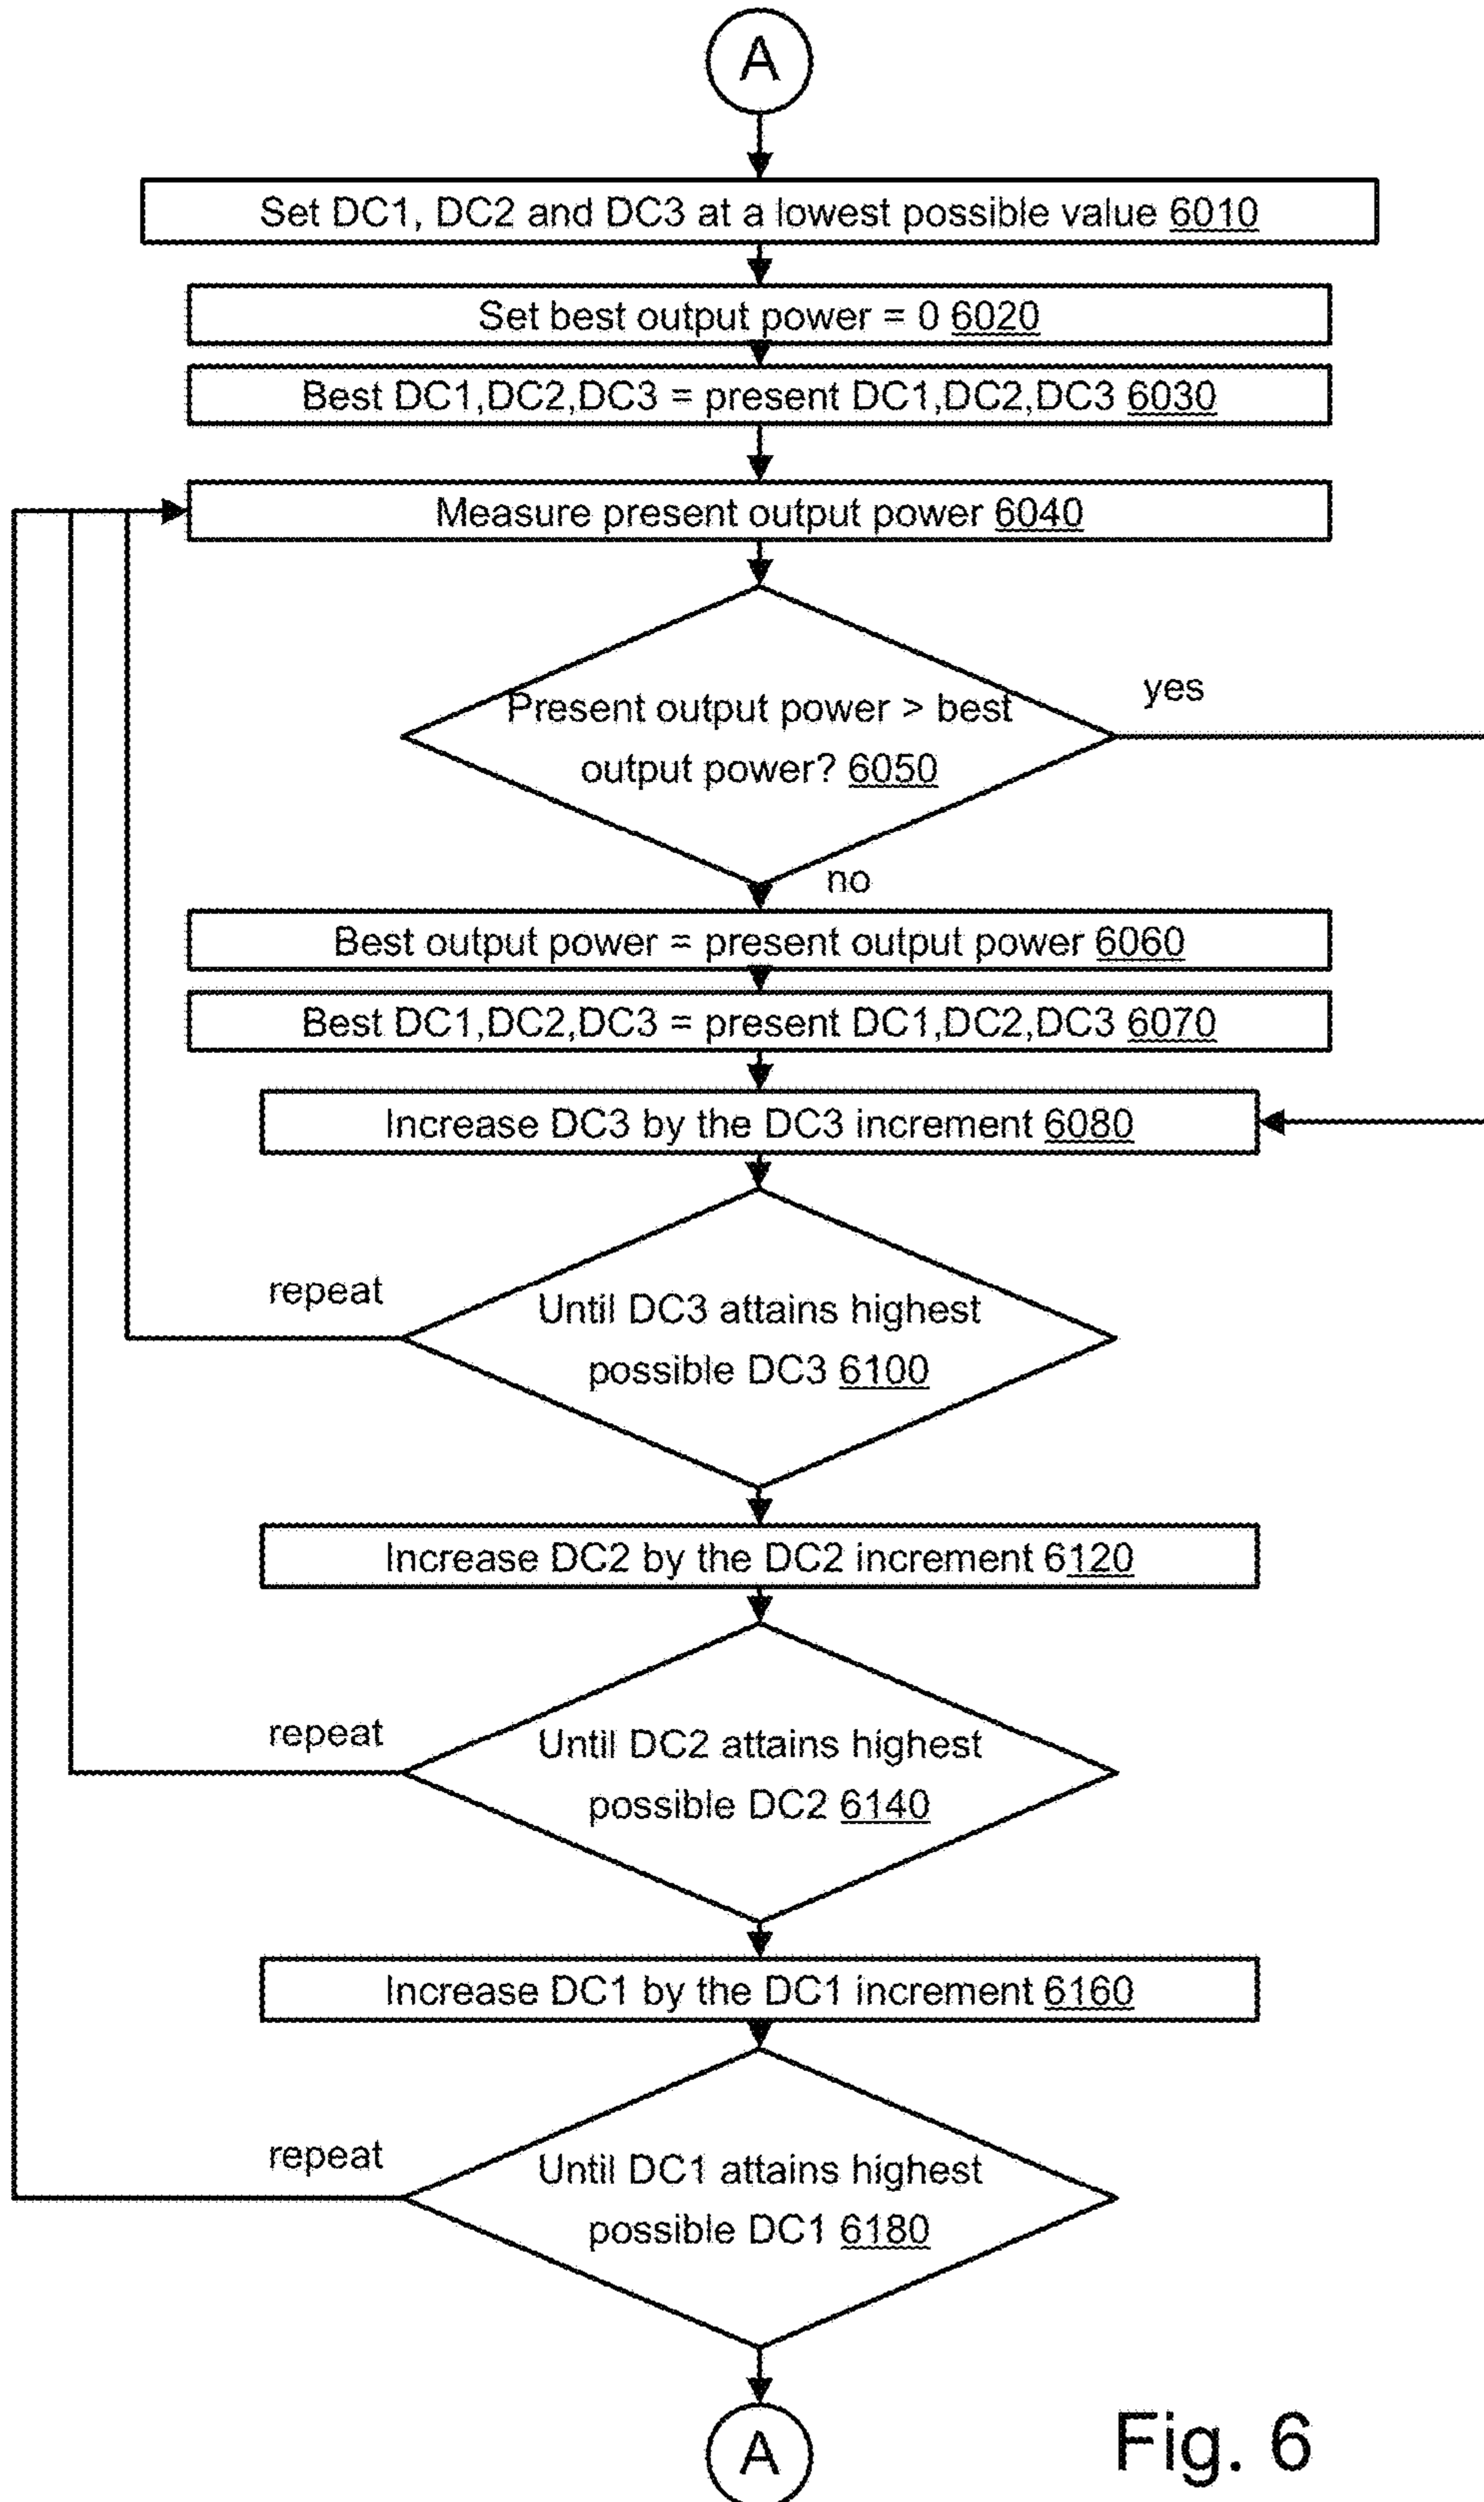 A
Set DC1, DC2 and DC3 at a lowest possible value 6010
Set best output power = 0 6020
Best DC1,DC2,DC3 = present DC1,DC2,DC3 6030
Measure present output power 6040
Present output power > best
output power? 6050
yes
no
Best output power = present output power 6060
Best DC1,DC2,DC3 = present DC1,DC2,DC3 6070
Increase DC3 by the DC3 increment 6080
repeat
Until DC3 attains highest
possible DC3 6100
Increase DC2 by the DC2 increment 6120
repeat
Until DC2 attains highest
possible DC2 6140
Increase DC1 by the DC1 increment 6160
repeat
Until DC1 attains highest
possible DC1 6180
A
Fig. 6